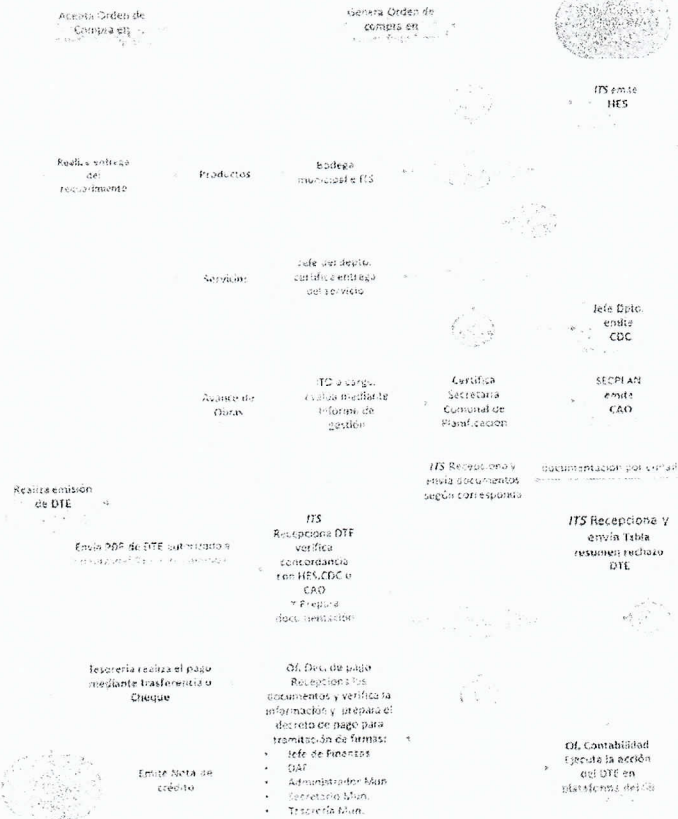 Acepta Orden de
Compra en
Genera Orden de
compra en
ITS emite
HES
Realiza entrega
del
requerimiento
Productos
Bodega
municipal e ITS
Servicios
Jefe del depto.
certifica entrega
del servicio
Jefe Dpto.
emite
CDC
Avance de
Obras
ITO a cargo,
evalua mediante
Informe de
gestión
Certifica
Secretaria
Comunal de
Planificación
SECPLAN
emite
CAO
ITS Recepciona y
envía documentos
según corresponda
documentación por
Realiza emisión
de DTE
Envía PDF de DTE autorizado a
ITS
Recepciona DTE
verifica
concordancia
con HES,CDC o
CAO
Y Prepara
documentación
ITS Recepciona y
envía Tabla
resumen rechazo
DTE
Tesorería realiza el pago
mediante trasferencia o
Cheque
Of. Dec. de pago
Recepciona los
documentos y verifica la
información y prepara el
decreto de pago para
tramitación de firmas:
• Jefe de Finanzas
• DAF
• Administrador Mun.
• Secretario Mun.
• Tesorería Mun.
Emite Nota de
crédito
Of. Contabilidad
Ejecuta la acción
del DTE en
plataforma del SII